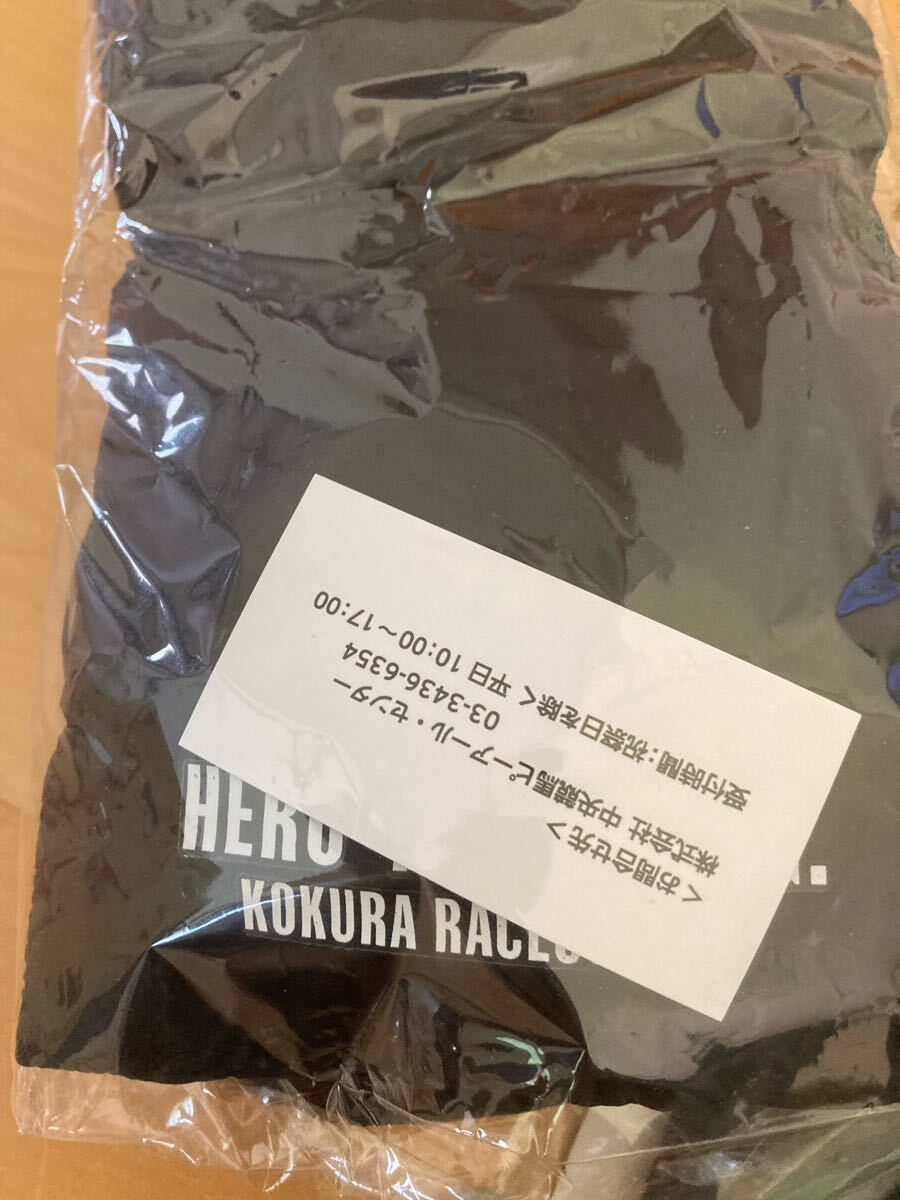 <お問合せ先>
株式会社 中央競馬ピーアール・センター
03-3436-6354
受付時間:祝祭日を除く 平日 10:00～17:00
HERO
KOKURA